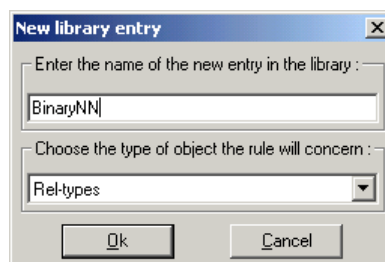 New library entry
Enter the name of the new entry in the library :
BinaryNN
Choose the type of object the rule will concern :
Rel-types
Ok
Cancel